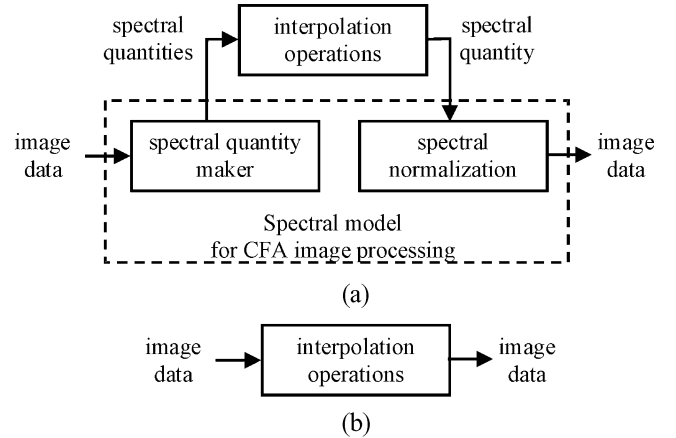 spectral
quantities
interpolation
operations
spectral
quantity
image
data
spectral quantity
maker
spectral
normalization
image
data
Spectral model
for CFA image processing
(a)
image
data
interpolation
operations
image
data
(b)